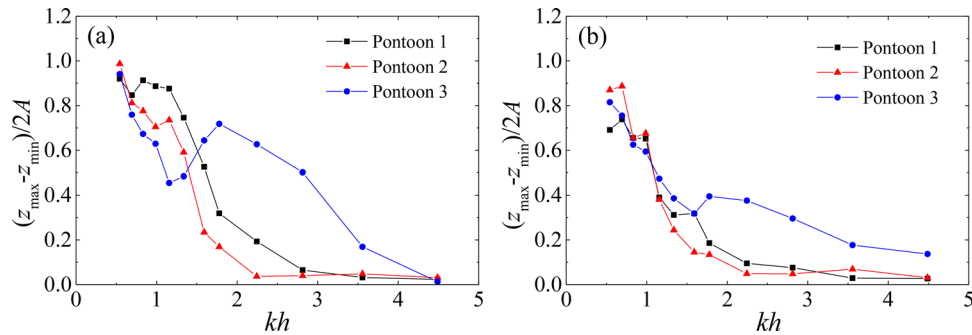 (a)
Pontoon 1
Pontoon 2
Pontoon 3
1.2
1.0
0.8
0.6
0.4
0.2
0.0
0 1 2 3 4 5
kh
(z_max-z_min)/2A
(b)
Pontoon 1
Pontoon 2
Pontoon 3
1.2
1.0
0.8
0.6
0.4
0.2
0.0
0 1 2 3 4 5
kh
(z_max-z_min)/2A